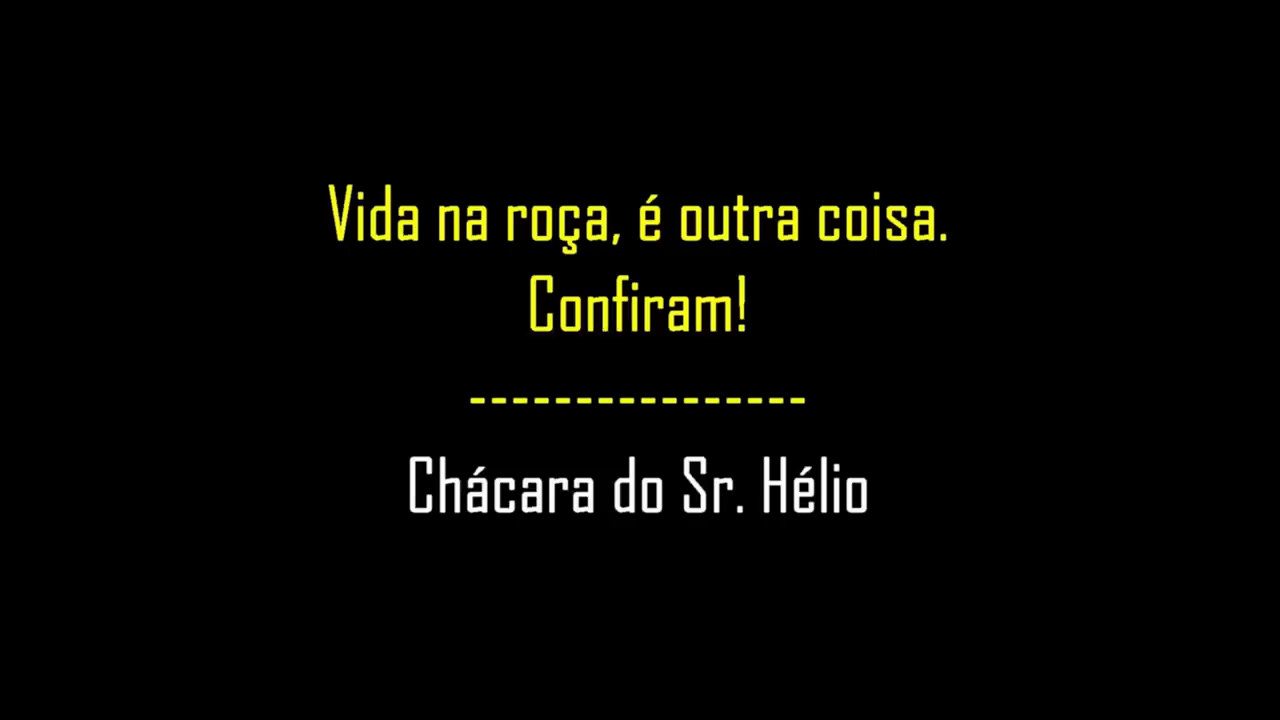 Vida na roça, é outra coisa.
Confiram!
----------------
Chácara do Sr. Hélio